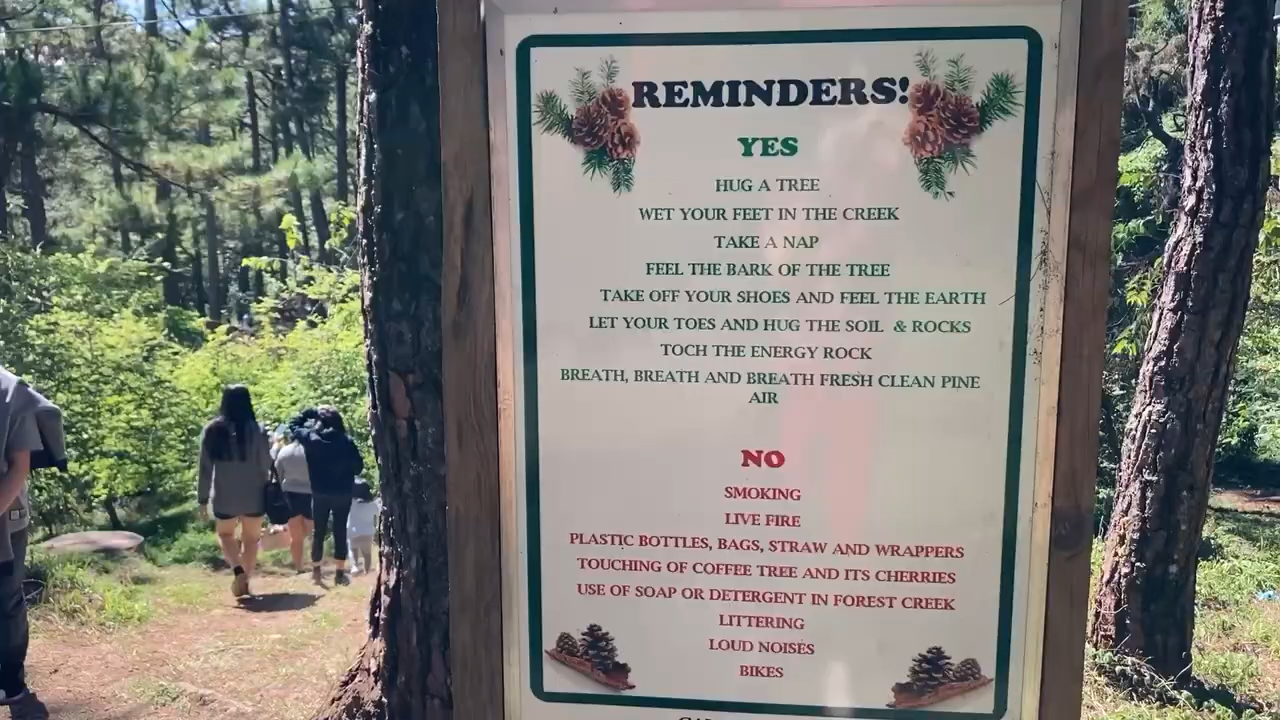 REMINDERS!
YES
HUG A TREE
WET YOUR FEET IN THE CREEK
TAKE A NAP
FEEL THE BARK OF THE TREE
TAKE OFF YOUR SHOES AND FEEL THE EARTH
LET YOUR TOES AND HUG THE SOIL & ROCKS
TOCH THE ENERGY ROCK
BREATH, BREATH AND BREATH FRESH CLEAN PINE
AIR
NO
SMOKING
LIVE FIRE
PLASTIC BOTTLES, BAGS, STRAW AND WRAPPERS
TOUCHING OF COFFEE TREE AND ITS CHERRIES
USE OF SOAP OR DETERGENT IN FOREST CREEK
LITTERING
LOUD NOISES
BIKES